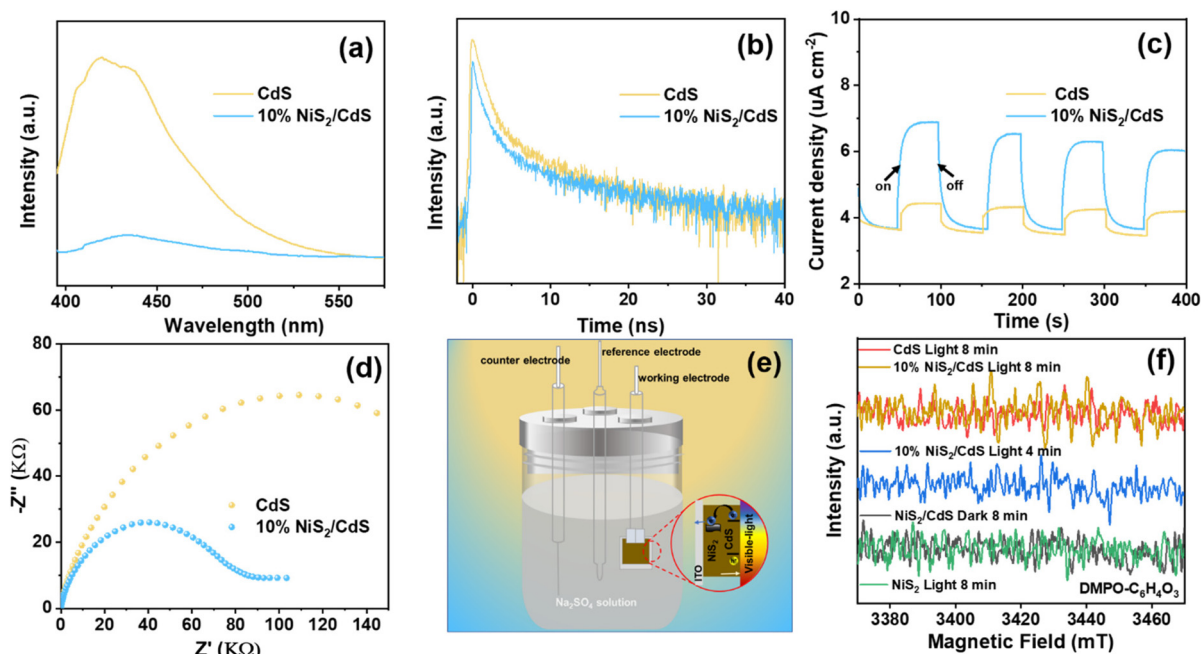 (a)
CdS
10% NiS₂/CdS
Intensity (a.u.)
400 450 500 550
Wavelength (nm)
(b)
CdS
10% NiS₂/CdS
Intensity (a.u.)
0 10 20 30 40
Time (ns)
(c)
CdS
10% NiS₂/CdS
on
off
Current density (uA cm⁻²)
10
8
6
4
2
0 100 200 300 400
Time (s)
(d)
CdS
10% NiS₂/CdS
-Z'' (KΩ)
80
60
40
20
0
0 20 40 60 80 100 120 140
Z' (KΩ)
(e)
counter electrode
reference electrode
working electrode
ITO
NiS₂
CdS
Visible-light
Na₂SO₄ solution
(f)
CdS Light 8 min
10% NiS₂/CdS Light 8 min
10% NiS₂/CdS Light 4 min
NiS₂/CdS Dark 8 min
NiS₂ Light 8 min
DMPO-C₆H₄O₃
Intensity (a.u.)
3380 3400 3420 3440 3460
Magnetic Field (mT)